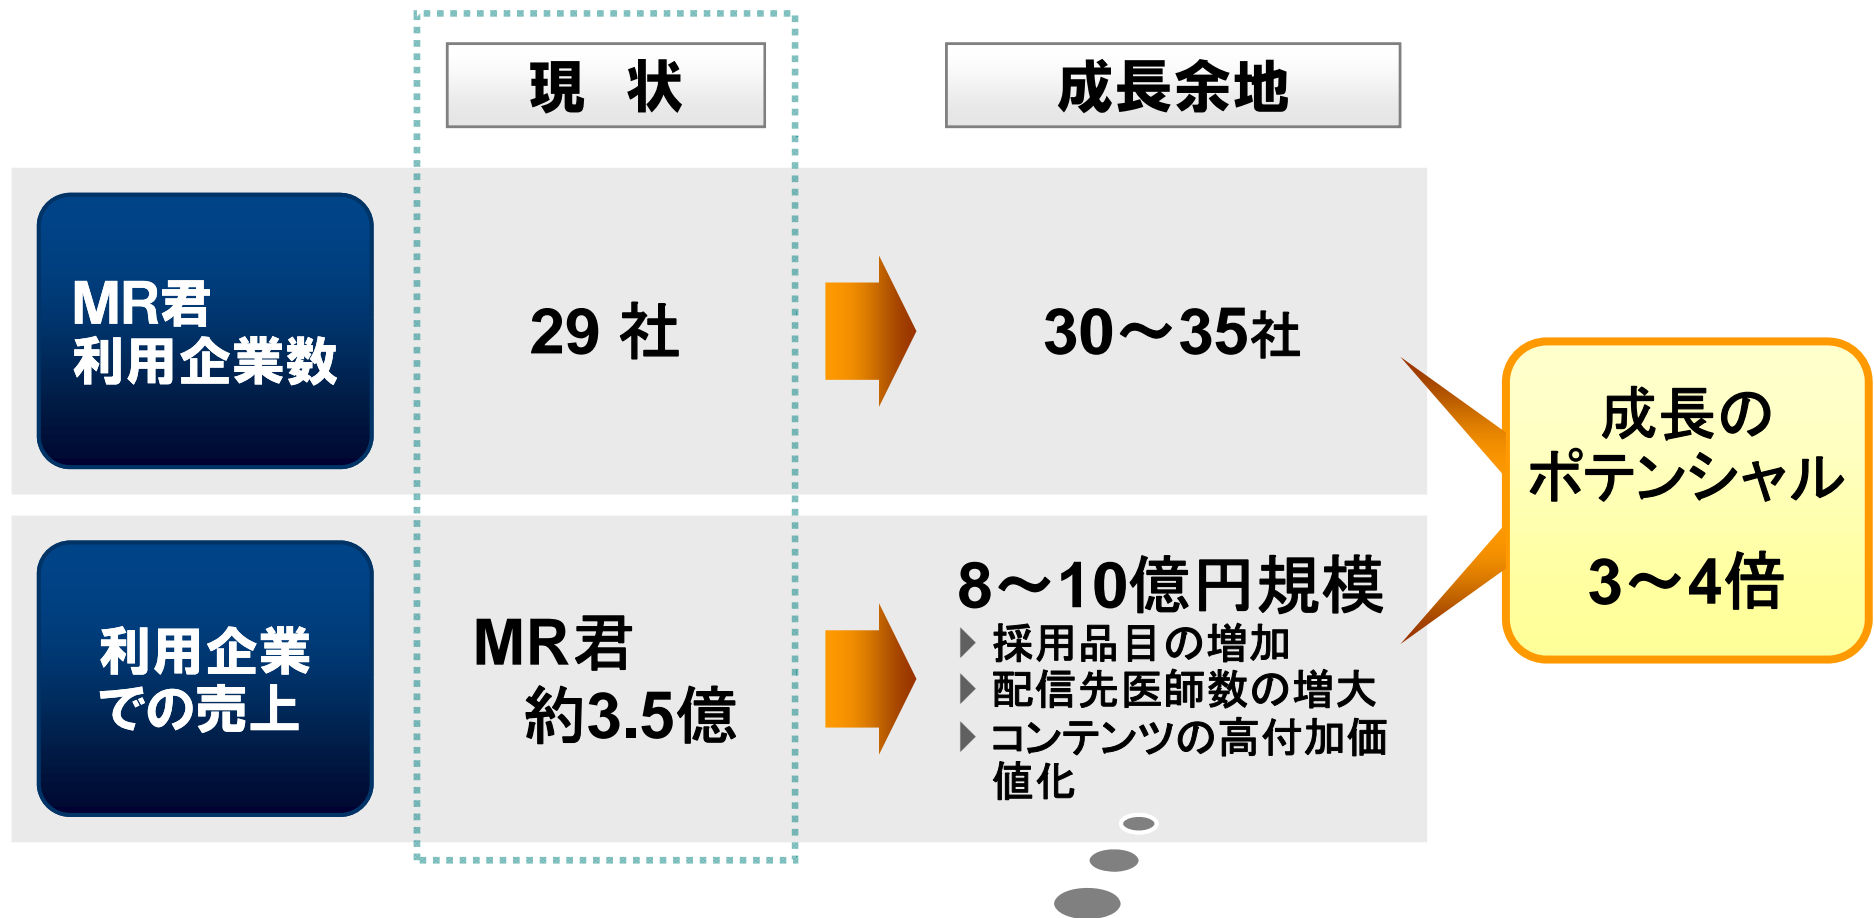 現 状
成長余地
MR君
利用企業数
29 社
30～35社
利用企業
での売上
MR君
約3.5億
8～10億円規模
採用品目の増加
配信先医師数の増大
コンテンツの高付加価
値化
成長の
ポテンシャル
3～4倍